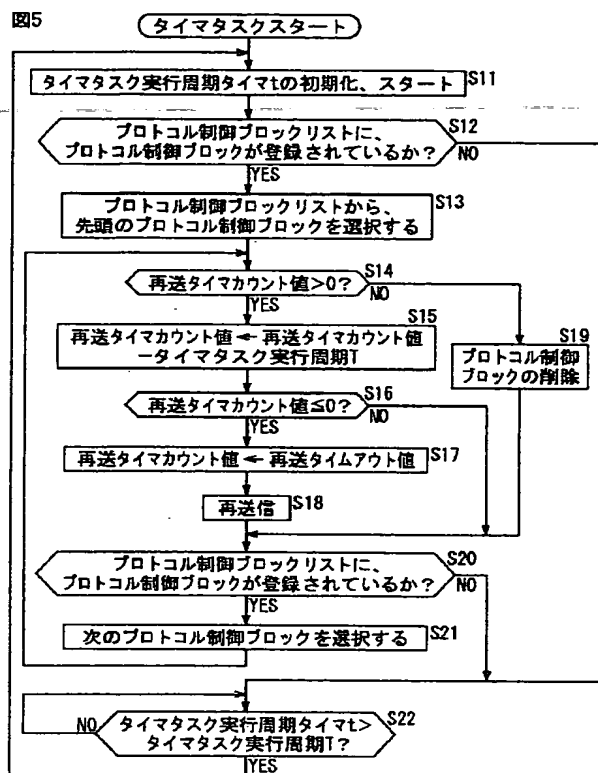 図5
タイマタスクスタート
タイマタスク実行周期タイマtの初期化、スタート
S11
プロトコル制御ブロックリストに、
プロトコル制御ブロックが登録されているか?
S12
NO
YES
プロトコル制御ブロックリストから、
先頭のプロトコル制御ブロックを選択する
S13
再送タイマカウント値>0?
S14
NO
YES
S15
再送タイマカウント値←再送タイマカウント値
−タイマタスク実行周期T
S19
プロトコル制御
ブロックの削除
再送タイマカウント値≦0?
S16
NO
YES
再送タイマカウント値←再送タイムアウト値
S17
再送信
S18
プロトコル制御ブロックリストに、
プロトコル制御ブロックが登録されているか?
S20
NO
YES
次のプロトコル制御ブロックを選択する
S21
NO
タイマタスク実行周期タイマt>
タイマタスク実行周期T?
S22
YES